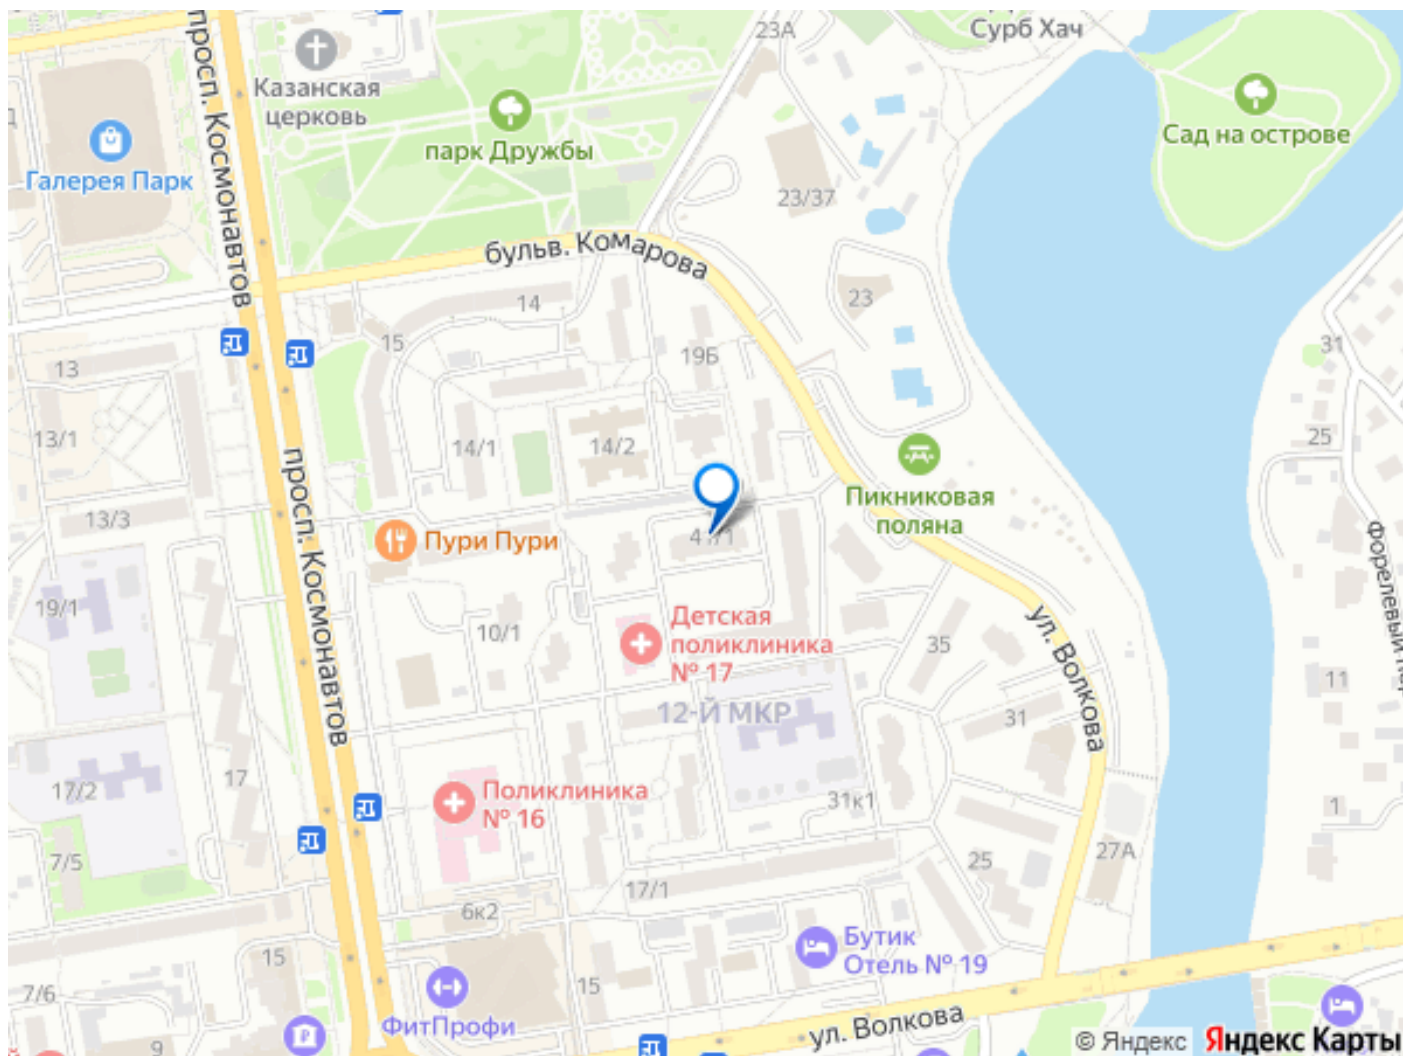 23А
Сурб Хач
просп. Космонавтов
Казанская
церковь
Сад на острове
парк Дружбы
Галерея Парк
23/37
бульв. Комарова
14
23
15
19Б
31
13
25
13/1
14/1
14/2
Пикниковая
поляна
13/3
просп. Космонавтов
Пури Пури
19/1
10/1
Детская
поликлиника
№ 17
35
ул. Волкова
11
12-Й МКР
31
17
17/2
Поликлиника
№ 16
31к1
1
7/5
25
27А
17/1
6к2
Бутик
Отель № 19
15
15
7/6
ФитПрофи
ул. Волкова
9
© Яндекс Яндекс Карты